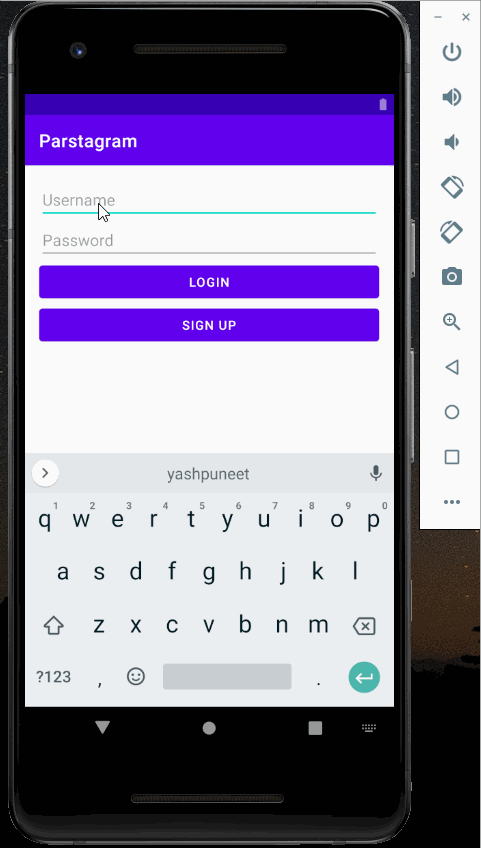 Parstagram
Username
Password
LOGIN
SIGN UP
yashpuneet
1 2 3 4 5 6 7 8 9 0
q w e r t y u i o p
a s d f g h j k l
z x c v b n m
?123 , .